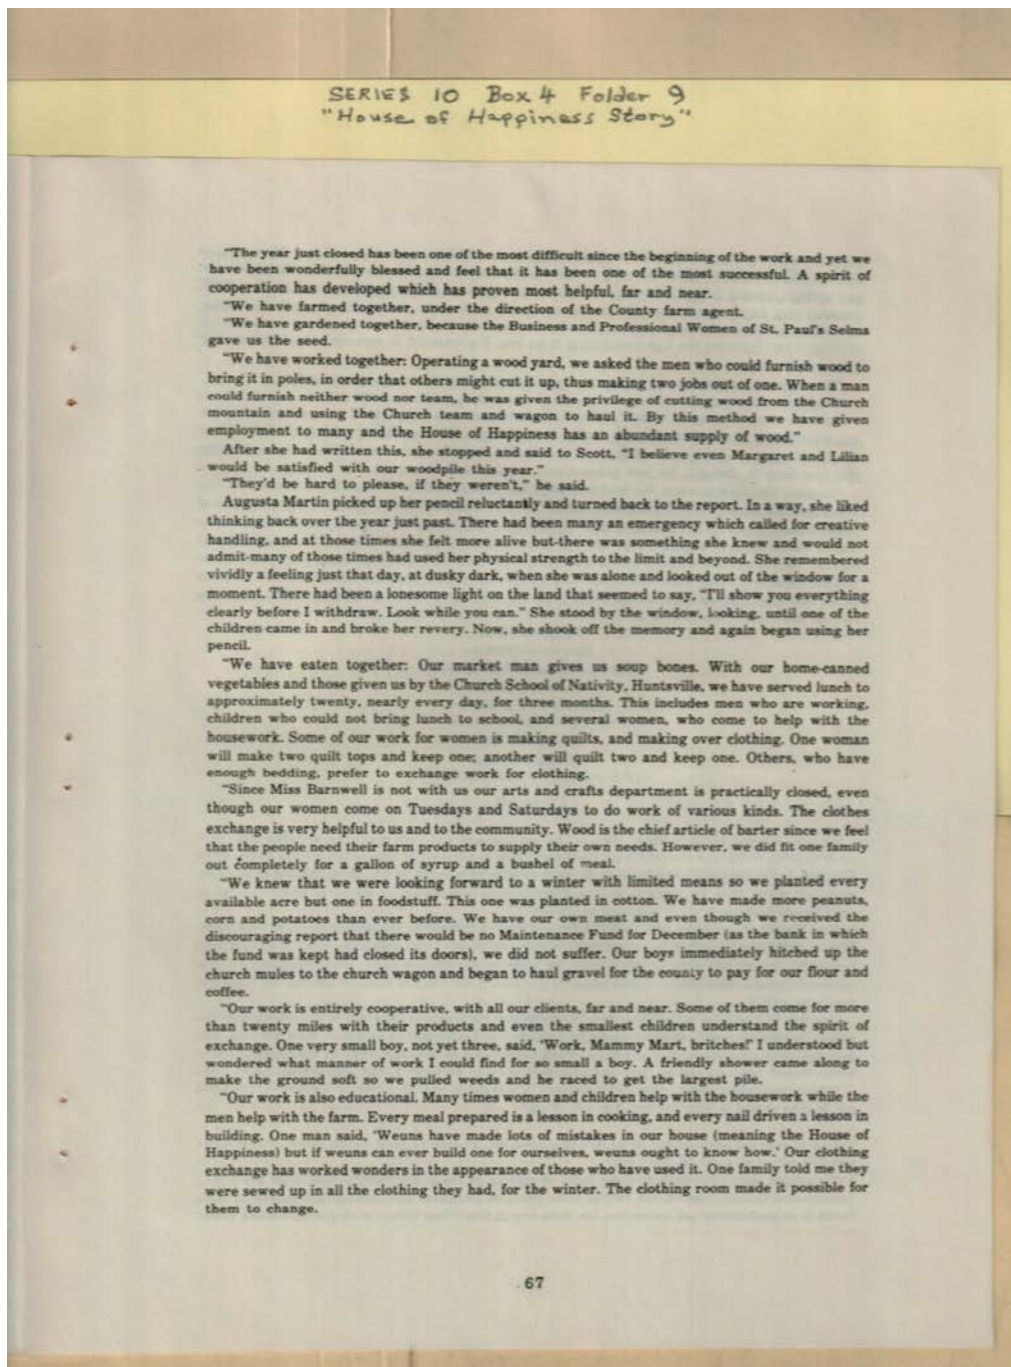 SERIES 10 Box 4 Folder 9
"House of Happiness Story"
"The year just closed has been one of the most difficult since the beginning of the work and yet we
have been wonderfully blessed and feel that it has been one of the most successful. A spirit of
cooperation has developed which has proven most helpful, far and near.
"We have farmed together, under the direction of the County farm agent.
"We have gardened together, because the Business and Professional Women of St. Paul's Selma
gave us the seed.
"We have worked together: Operating a wood yard, we asked the men who could furnish wood to
bring it in poles, in order that others might cut it up, thus making two jobs out of one. When a man
could furnish neither wood nor team, he was given the privilege of cutting wood from the Church
mountain and using the Church team and wagon to haul it. By this method we have given
employment to many and the House of Happiness has an abundant supply of wood."
After she had written this, she stopped and said to Scott, "I believe even Margaret and Lilian
would be satisfied with our woodpile this year."
"They'd be hard to please, if they weren't," he said.
Augusta Martin picked up her pencil reluctantly and turned back to the report. In a way, she liked
thinking back over the year just past. There had been many an emergency which called for creative
handling, and at those times she felt more alive but-there was something she knew and would not
admit-many of those times had used her physical strength to the limit and beyond. She remembered
vividly a feeling just that day, at dusky dark, when she was alone and looked out of the window for a
moment. There had been a lonesome light on the land that seemed to say, "I'll show you everything
clearly before I withdraw. Look while you can." She stood by the window, looking, until one of the
children came in and broke her revery. Now, she shook off the memory and again began using her
pencil.
"We have eaten together: Our market man gives us soup bones. With our home-canned
vegetables and those given us by the Church School of Nativity, Huntsville, we have served lunch to
approximately twenty, nearly every day, for three months. This includes men who are working,
children who could not bring lunch to school, and several women, who come to help with the
housework. Some of our work for women is making quilts, and making over clothing. One woman
will make two quilt tops and keep one; another will quilt two and keep one. Others, who have
enough bedding, prefer to exchange work for clothing.
"Since Miss Barnwell is not with us our arts and crafts department is practically closed, even
though our women come on Tuesdays and Saturdays to do work of various kinds. The clothes
exchange is very helpful to us and to the community. Wood is the chief article of barter since we feel
that the people need their farm products to supply their own needs. However, we did fit one family
out completely for a gallon of syrup and a bushel of meal.
"We knew that we were looking forward to a winter with limited means so we planted every
available acre but one in foodstuff. This one was planted in cotton. We have made more peanuts,
corn and potatoes than ever before. We have our own meat and even though we received the
discouraging report that there would be no Maintenance Fund for December (as the bank in which
the fund was kept had closed its doors), we did not suffer. Our boys immediately hitched up the
church mules to the church wagon and began to haul gravel for the county to pay for our flour and
coffee.
"Our work is entirely cooperative, with all our clients, far and near. Some of them come for more
than twenty miles with their products and even the smallest children understand the spirit of
exchange. One very small boy, not yet three, said, 'Work, Mammy Mart, britches!' I understood but
wondered what manner of work I could find for so small a boy. A friendly shower came along to
make the ground soft so we pulled weeds and he raced to get the largest pile.
"Our work is also educational. Many times women and children help with the housework while the
men help with the farm. Every meal prepared is a lesson in cooking, and every nail driven a lesson in
building. One man said, 'Weuns have made lots of mistakes in our house (meaning the House of
Happiness) but if weuns can ever build one for ourselves, weuns ought to know how.' Our clothing
exchange has worked wonders in the appearance of those who have used it. One family told me they
were sewed up in all the clothing they had, for the winter. The clothing room made it possible for
them to change.
67